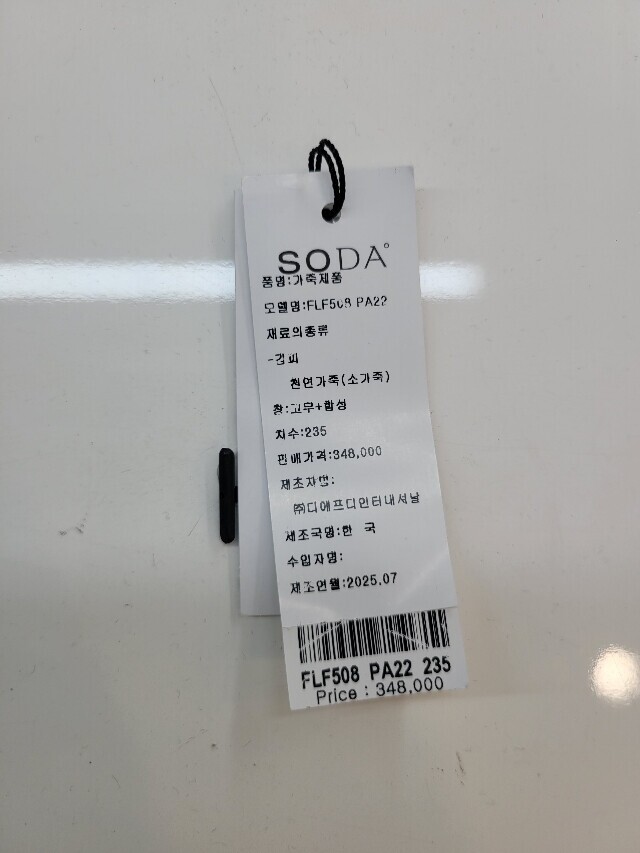 SODA
품명:가죽제품
모델명:FLF508 PA22
재료의종류
-겉피
천연가죽(소가죽)
창:고무+합성
치수:235
판매가격:348,000
제조자명:
㈜디에프디인터내셔날
제조국명:한 국
수입자명:
제조연월:2025.07
FLF508 PA22 235
Price : 348,000